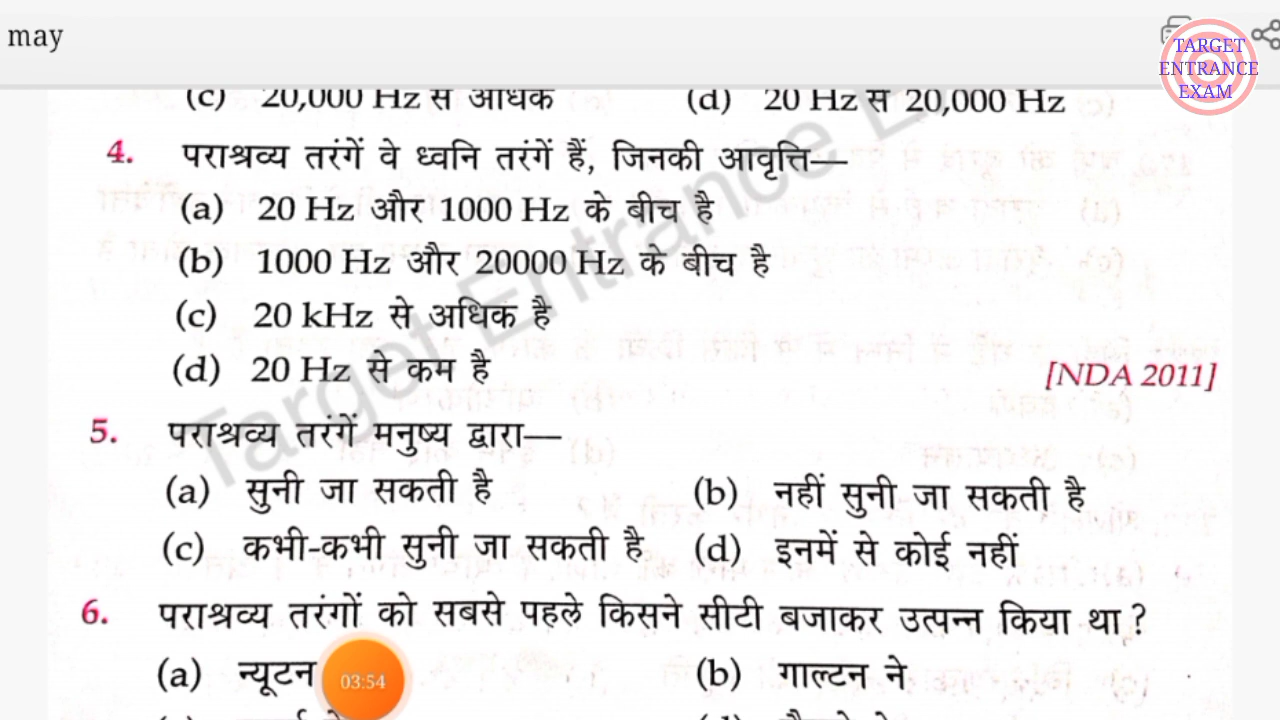 may
TARGET
ENTRANCE
EXAM
(c) 20,000 Hz से अधिक (d) 20 Hz से 20,000 Hz
4. पराश्रव्य तरंगें वे ध्वनि तरंगें हैं, जिनकी आवृत्ति—
(a) 20 Hz और 1000 Hz के बीच है
(b) 1000 Hz और 20000 Hz के बीच है
(c) 20 kHz से अधिक है
(d) 20 Hz से कम है
[NDA 2011]
5. पराश्रव्य तरंगें मनुष्य द्वारा—
(a) सुनी जा सकती है (b) नहीं सुनी जा सकती है
(c) कभी-कभी सुनी जा सकती है (d) इनमें से कोई नहीं
6. पराश्रव्य तरंगों को सबसे पहले किसने सीटी बजाकर उत्पन्न किया था ?
(a) न्यूटन (b) गाल्टन ने
03:54
Target Entrance E